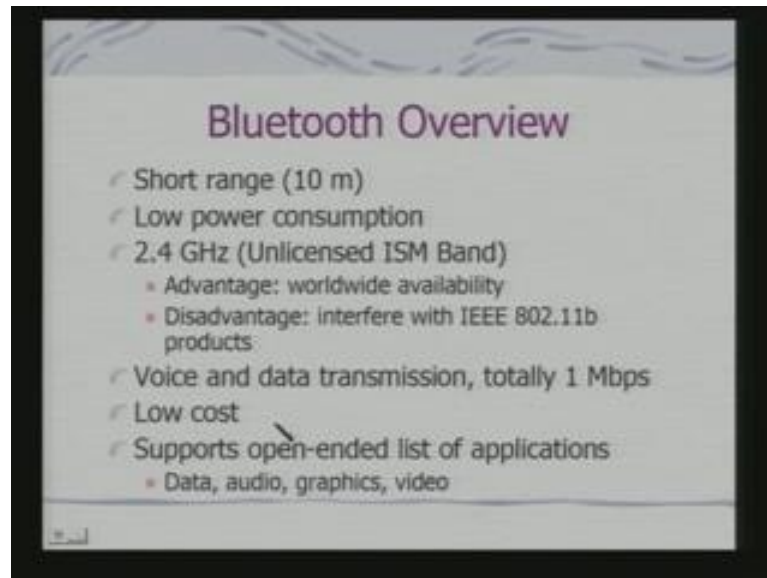 Bluetooth Overview
Short range (10 m)
Low power consumption
2.4 GHz (Unlicensed ISM Band)
Advantage: worldwide availability
Disadvantage: interfere with IEEE 802.11b
products
Voice and data transmission, totally 1 Mbps
Low cost
Supports open-ended list of applications
Data, audio, graphics, video